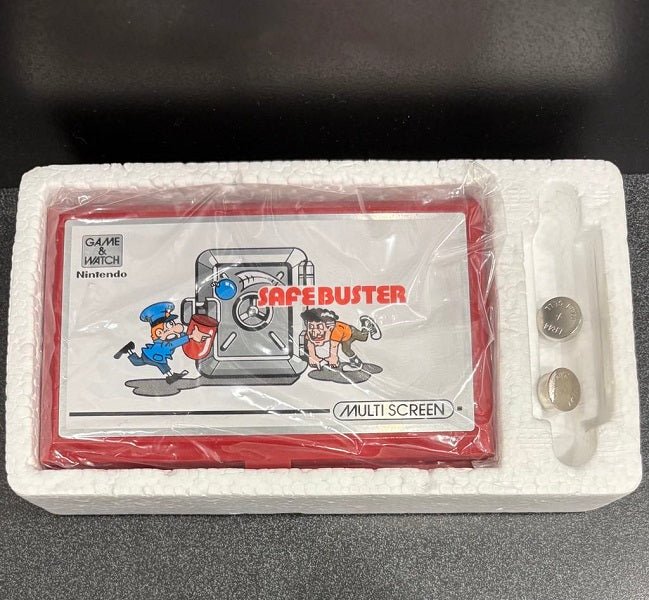 GAME
&
WATCH
Nintendo
SAFEBUSTER
MULTI SCREEN